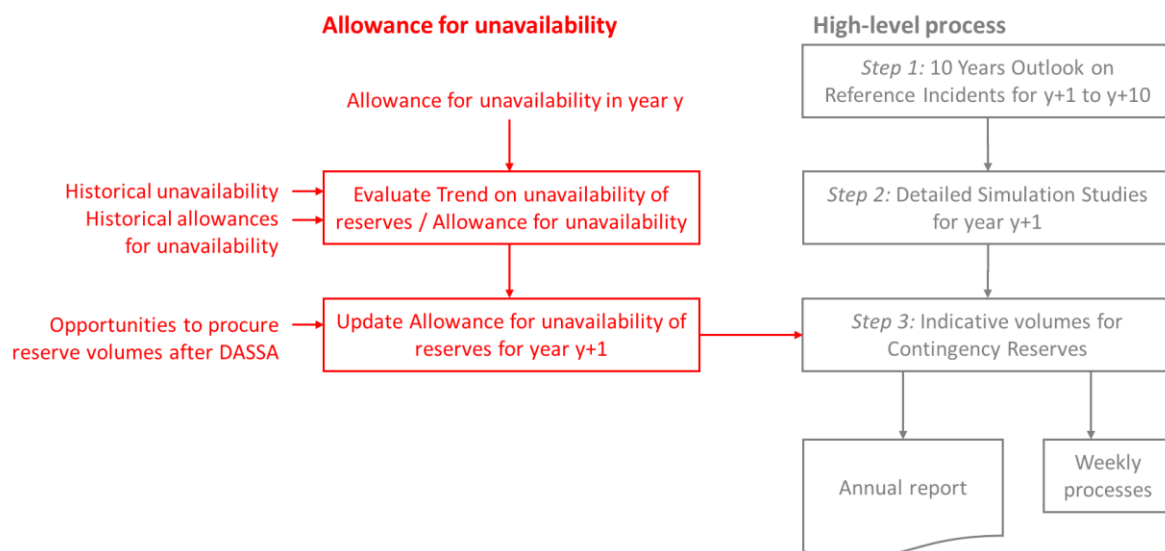 Allowance for unavailability
Allowance for unavailability in year y
Historical unavailability
Historical allowances
for unavailability
Evaluate Trend on unavailability of
reserves / Allowance for unavailability
Opportunities to procure
reserve volumes after DASSA
Update Allowance for unavailability of
reserves for year y+1
High-level process
Step 1: 10 Years Outlook on
Reference Incidents for y+1 to y+10
Step 2: Detailed Simulation Studies
for year y+1
Step 3: Indicative volumes for
Contingency Reserves
Annual report
Weekly
processes